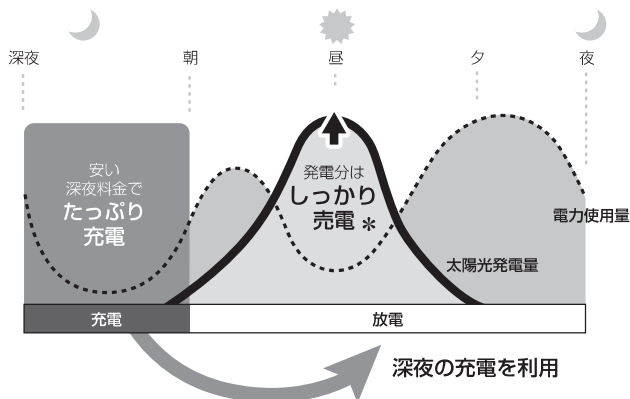 深夜
朝
昼
夕
夜
安い
深夜料金で
たっぷり
充電
発電分は
しっかり
売電＊
電力使用量
太陽光発電量
充電
放電
深夜の充電を利用